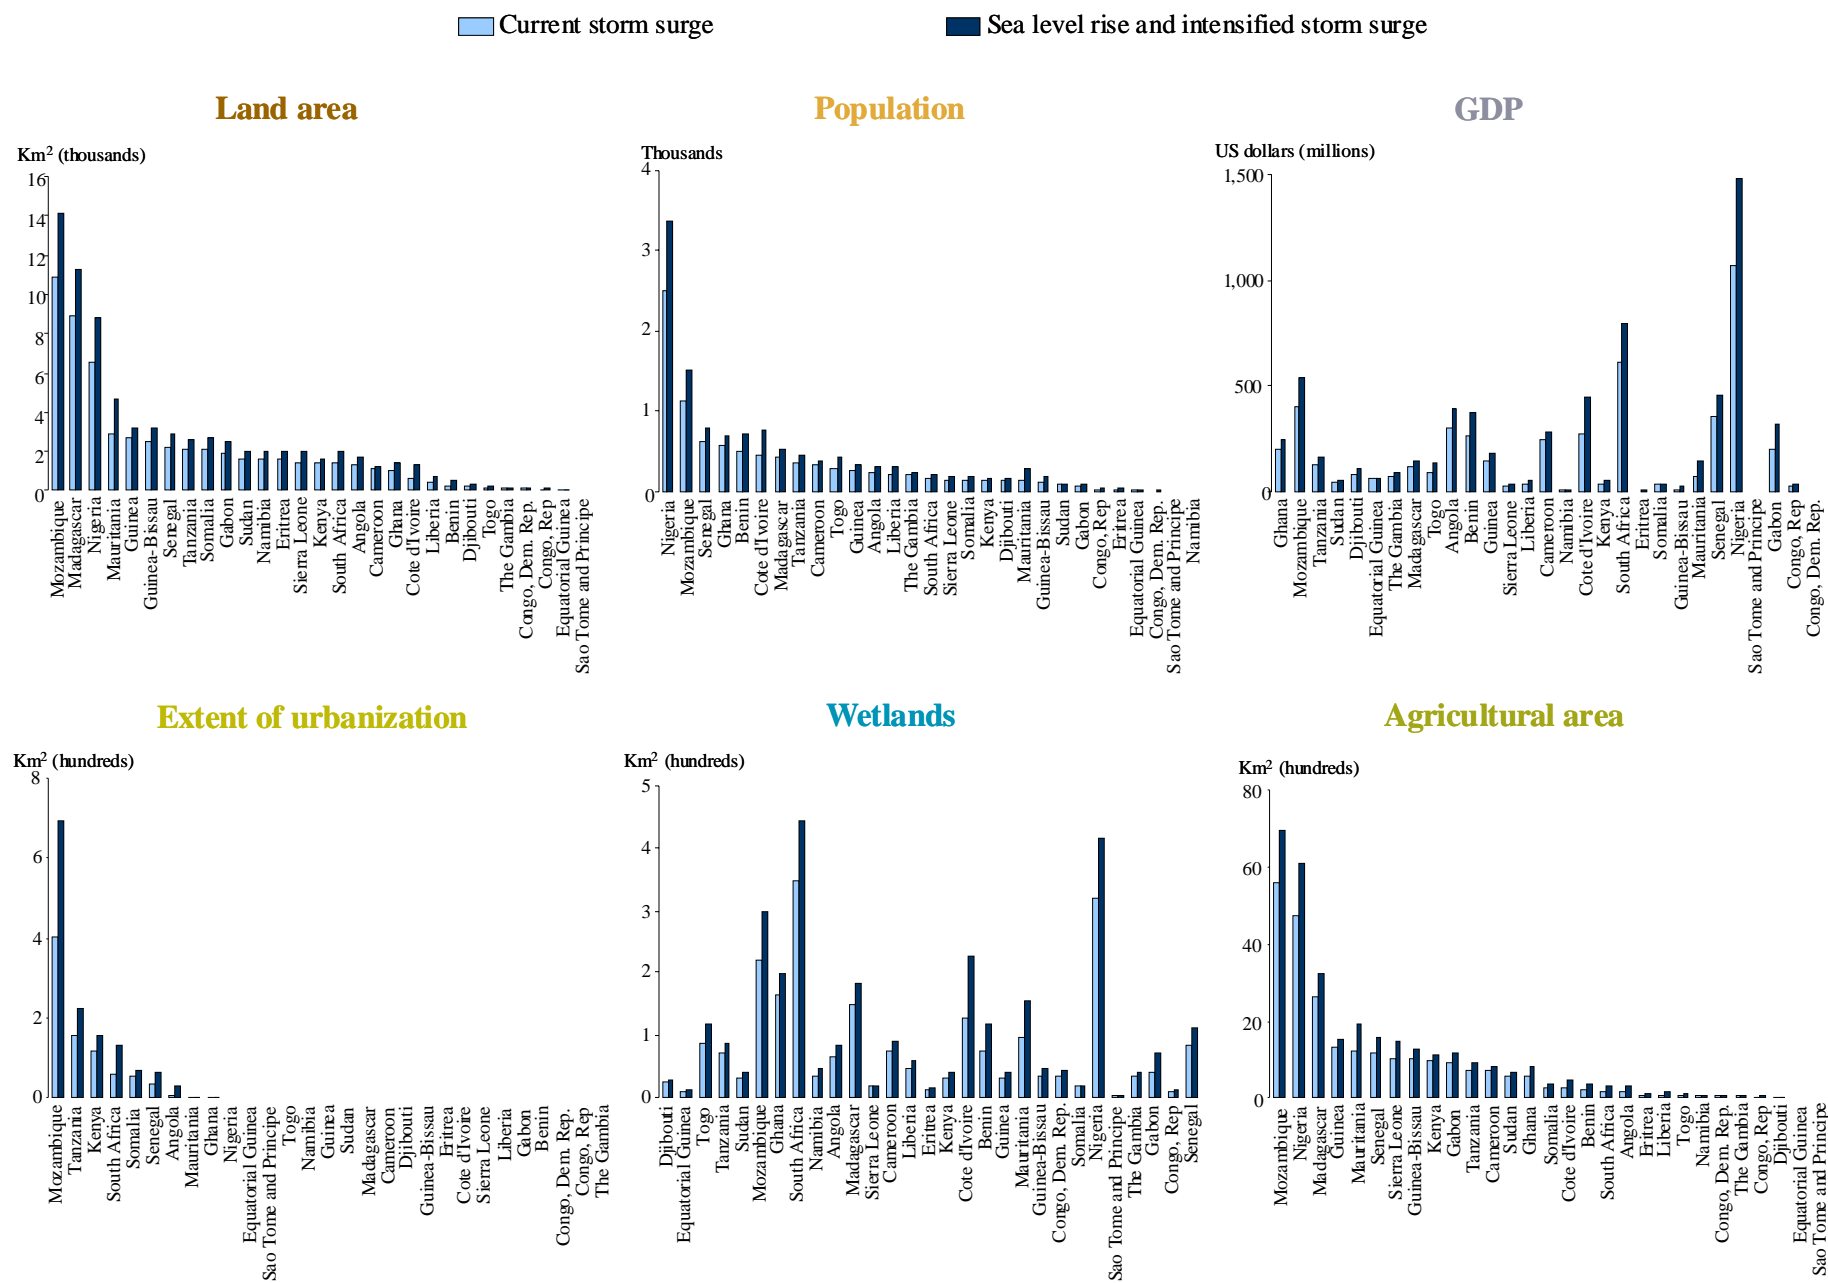 Current storm surge
Sea level rise and intensified storm surge
Land area
Km² (thousands)
16
14
12
10
8
6
4
2
0
Mozambique
Madagascar
Nigeria
Mauritania
Guinea
Guinea-Bissau
Senegal
Tanzania
Somalia
Gabon
Sudan
Namibia
Eritrea
Sierra Leone
Kenya
South Africa
Angola
Cameroon
Ghana
Cote d'Ivoire
Liberia
Benin
Djibouti
Togo
The Gambia
Congo, Dem. Rep.
Congo, Rep
Equatorial Guinea
Sao Tome and Principe
Population
Thousands
4
3
2
1
0
Nigeria
Mozambique
Senegal
Ghana
Benin
Cote d'Ivoire
Madagascar
Tanzania
Cameroon
Togo
Guinea
Angola
Liberia
The Gambia
South Africa
Sierra Leone
Somalia
Kenya
Djibouti
Mauritania
Guinea-Bissau
Sudan
Gabon
Congo, Rep
Eritrea
Equatorial Guinea
Congo, Dem. Rep.
Sao Tome and Principe
Namibia
GDP
US dollars (millions)
1,500
1,000
500
0
Ghana
Mozambique
Tanzania
Sudan
Djibouti
Equatorial Guinea
The Gambia
Madagascar
Togo
Angola
Benin
Guinea
Sierra Leone
Liberia
Cameroon
Namibia
Cote d'Ivoire
Kenya
South Africa
Eritrea
Somalia
Guinea-Bissau
Mauritania
Senegal
Nigeria
Sao Tome and Principe
Gabon
Congo, Rep
Congo, Dem. Rep.
Extent of urbanization
Km² (hundreds)
8
6
4
2
0
Mozambique
Tanzania
Kenya
South Africa
Somalia
Senegal
Angola
Mauritania
Ghana
Nigeria
Equatorial Guinea
Sao Tome and Principe
Togo
Namibia
Guinea
Sudan
Madagascar
Cameroon
Djibouti
Guinea-Bissau
Eritrea
Cote d'Ivoire
Sierra Leone
Liberia
Gabon
Benin
Congo, Dem. Rep.
Congo, Rep
The Gambia
Wetlands
Km² (hundreds)
5
4
3
2
1
0
Djibouti
Equatorial Guinea
Togo
Tanzania
Sudan
Mozambique
Ghana
South Africa
Namibia
Angola
Madagascar
Sierra Leone
Cameroon
Liberia
Eritrea
Kenya
Cote d'Ivoire
Benin
Guinea
Mauritania
Guinea-Bissau
Congo, Dem. Rep.
Somalia
Nigeria
Sao Tome and Principe
The Gambia
Gabon
Congo, Rep
Senegal
Agricultural area
Km² (hundreds)
80
60
40
20
0
Mozambique
Nigeria
Madagascar
Guinea
Mauritania
Senegal
Sierra Leone
Guinea-Bissau
Kenya
Gabon
Tanzania
Cameroon
Sudan
Ghana
Somalia
Cote d'Ivoire
Benin
South Africa
Angola
Eritrea
Liberia
Togo
Namibia
Congo, Dem. Rep.
The Gambia
Congo, Rep
Djibouti
Equatorial Guinea
Sao Tome and Principe